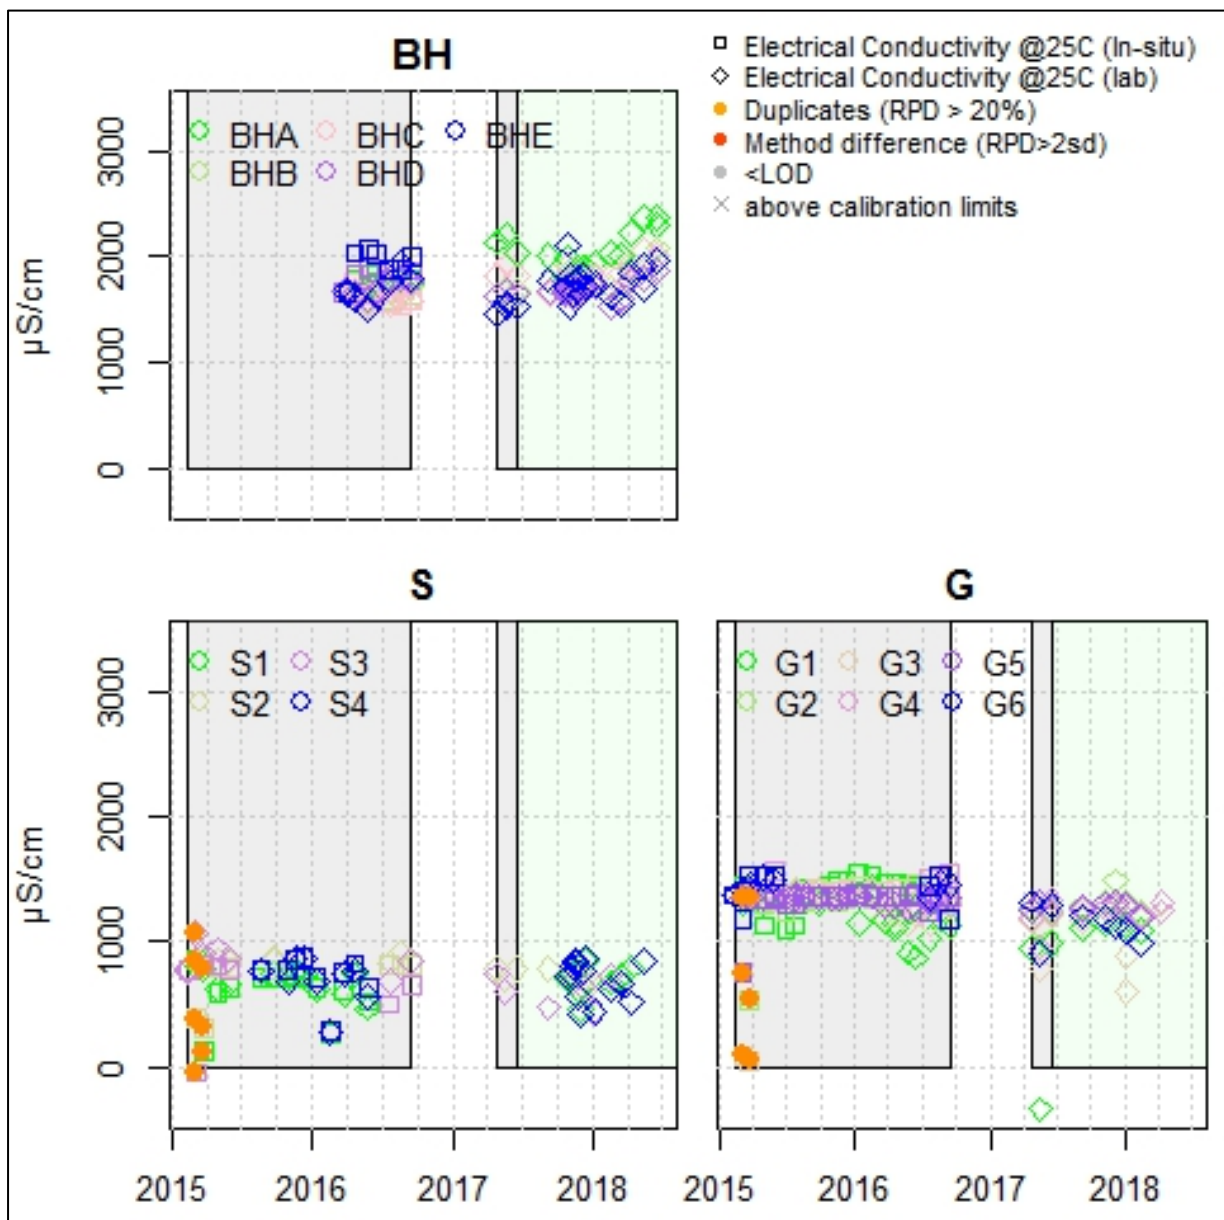 BH
Electrical Conductivity @25C (In-situ)
Electrical Conductivity @25C (lab)
Duplicates (RPD > 20%)
Method difference (RPD>2sd)
<LOD
above calibration limits
BHA BHC BHE
BHB BHD
µS/cm
3000
2000
1000
0
S
S1 S3
S2 S4
µS/cm
3000
2000
1000
0
2015 2016 2017 2018
G
G1 G3 G5
G2 G4 G6
2015 2016 2017 2018